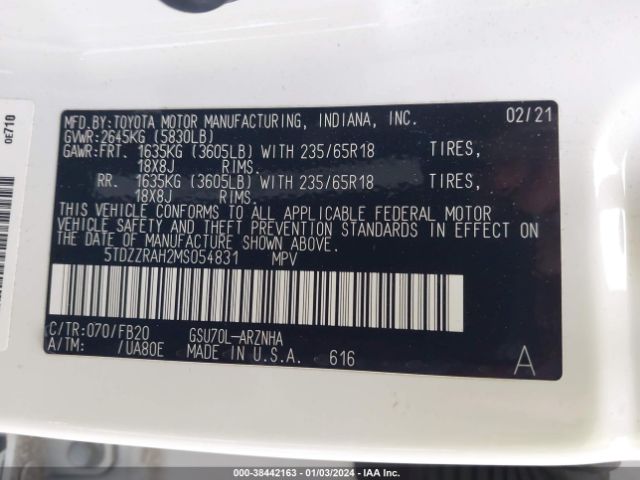 MFD.BY:TOYOTA MOTOR MANUFACTURING, INDIANA, INC. 02/21
GVWR:2645KG (5830LB)
GAWR:FRT. 1635KG (3605LB) WITH 235/65R18 TIRES,
18X8J RIMS.
RR. 1635KG (3605LB) WITH 235/65R18 TIRES,
18X8J RIMS.
THIS VEHICLE CONFORMS TO ALL APPLICABLE FEDERAL MOTOR
VEHICLE SAFETY AND THEFT PREVENTION STANDARDS IN EFFECT ON THE
DATE OF MANUFACTURE SHOWN ABOVE.
5TDZZRAH2MS054831 MPV
C/TR:070/FB20 GSU70L-ARZNHA
A/TM: /UA80E MADE IN U.S.A. 616
A
0E710
000-38442163 - 01/03/2024 - IAA Inc.